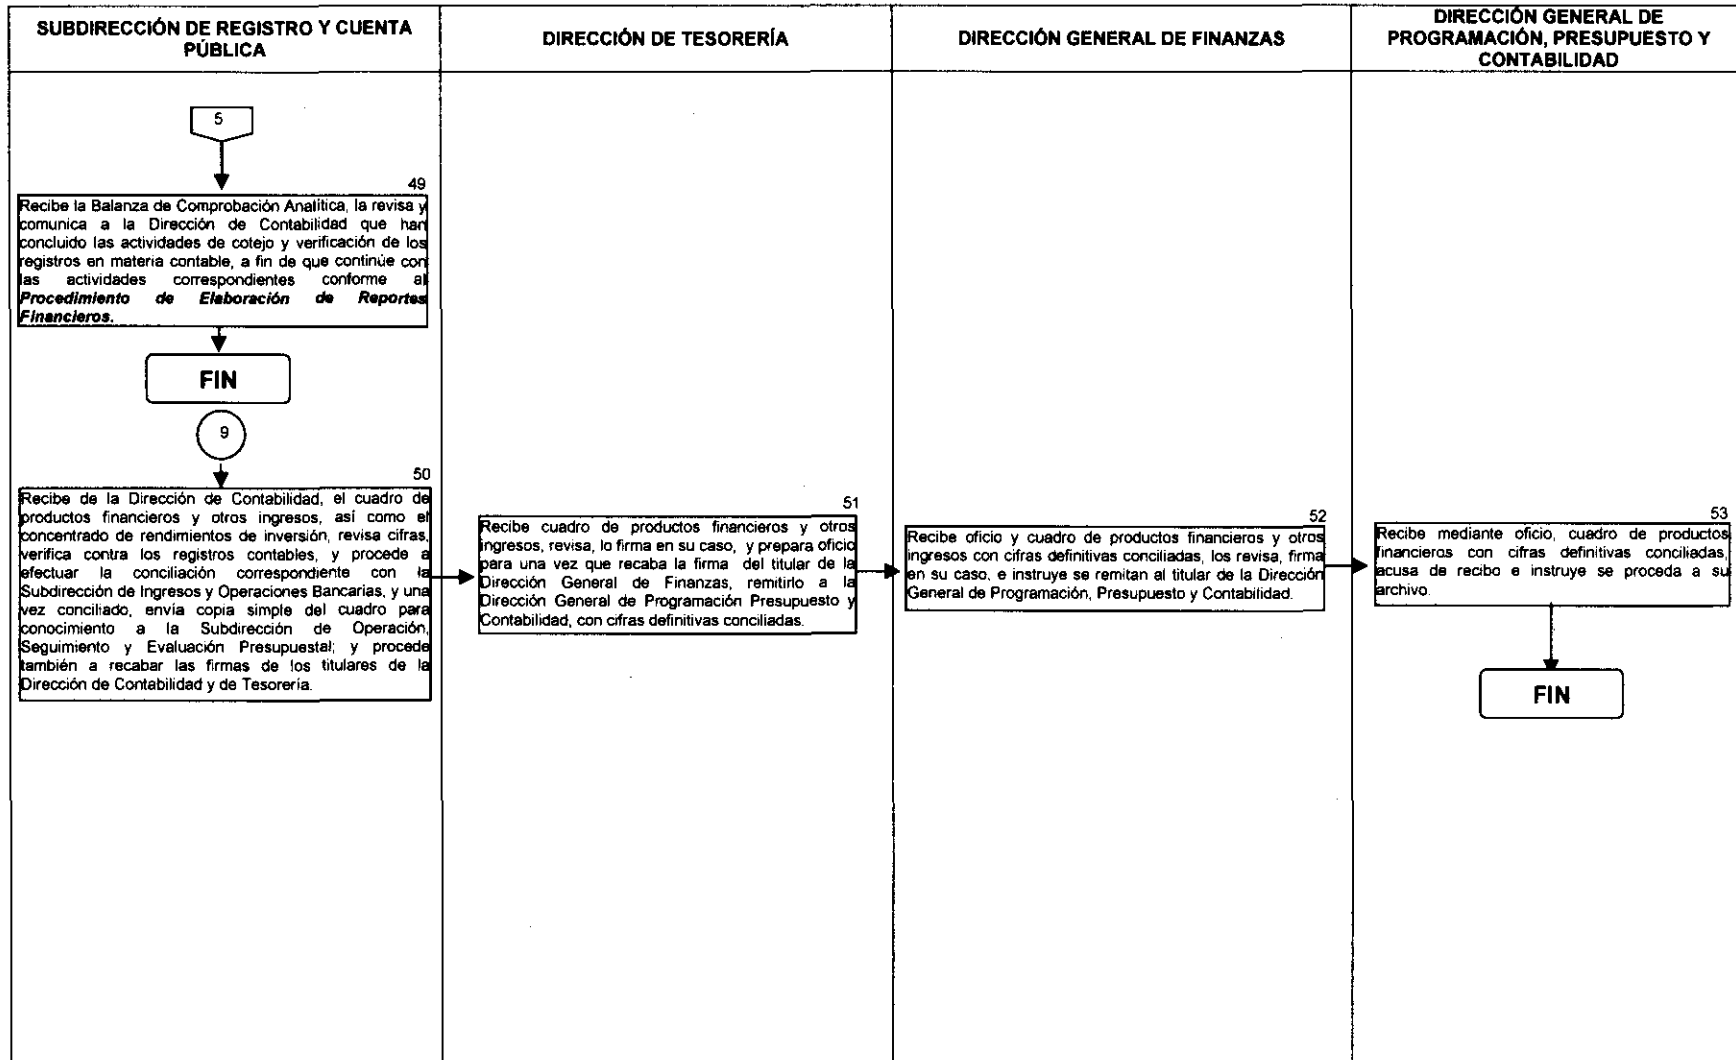 SUBDIRECCIÓN DE REGISTRO Y CUENTA
PÚBLICA
DIRECCIÓN DE TESORERÍA
DIRECCIÓN GENERAL DE FINANZAS
DIRECCIÓN GENERAL DE
PROGRAMACIÓN, PRESUPUESTO Y
CONTABILIDAD
5
49
Recibe la Balanza de Comprobación Analítica, la revisa y
comunica a la Dirección de Contabilidad que han
concluido las actividades de cotejo y verificación de los
registros en materia contable, a fin de que continúe con
las actividades correspondientes conforme al
Procedimiento de Elaboración de Reportes
Financieros.
FIN
9
50
Recibe de la Dirección de Contabilidad, el cuadro de
productos financieros y otros ingresos, así como el
concentrado de rendimientos de inversión, revisa cifras,
verifica contra los registros contables, y procede a
efectuar la conciliación correspondiente con la
Subdirección de Ingresos y Operaciones Bancarias, y una
vez conciliado, envía copia simple del cuadro para
conocimiento a la Subdirección de Operación,
Seguimiento y Evaluación Presupuestal; y procede
también a recabar las firmas de los titulares de la
Dirección de Contabilidad y de Tesorería.
51
Recibe cuadro de productos financieros y otros
ingresos, revisa, lo firma en su caso, y prepara oficio
para una vez que recaba la firma del titular de la
Dirección General de Finanzas, remitirlo a la
Dirección General de Programación Presupuesto y
Contabilidad, con cifras definitivas conciliadas.
52
Recibe oficio y cuadro de productos financieros y otros
ingresos con cifras definitivas conciliadas, los revisa, firma
en su caso, e instruye se remitan al titular de la Dirección
General de Programación, Presupuesto y Contabilidad.
53
Recibe mediante oficio, cuadro de productos
financieros con cifras definitivas conciliadas,
acusa de recibo e instruye se proceda a su
archivo.
FIN